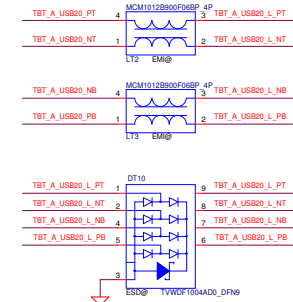 MCM1012B900F06BP_4P
TBT_A_USB20_PT 4 3 TBT_A_USB20_L_PT
TBT_A_USB20_NT 1 2 TBT_A_USB20_L_NT
LT2 EMI@
MCM1012B900F06BP_4P
TBT_A_USB20_NB 4 3 TBT_A_USB20_L_NB
TBT_A_USB20_PB 1 2 TBT_A_USB20_L_PB
LT3 EMI@
DT10
TBT_A_USB20_L_PT 1 9 TBT_A_USB20_L_PT
TBT_A_USB20_L_NT 2 8 TBT_A_USB20_L_NT
TBT_A_USB20_L_NB 4 7 TBT_A_USB20_L_NB
TBT_A_USB20_L_PB 5 6 TBT_A_USB20_L_PB
3
ESD@ TVWDF1004AD0_DFN9